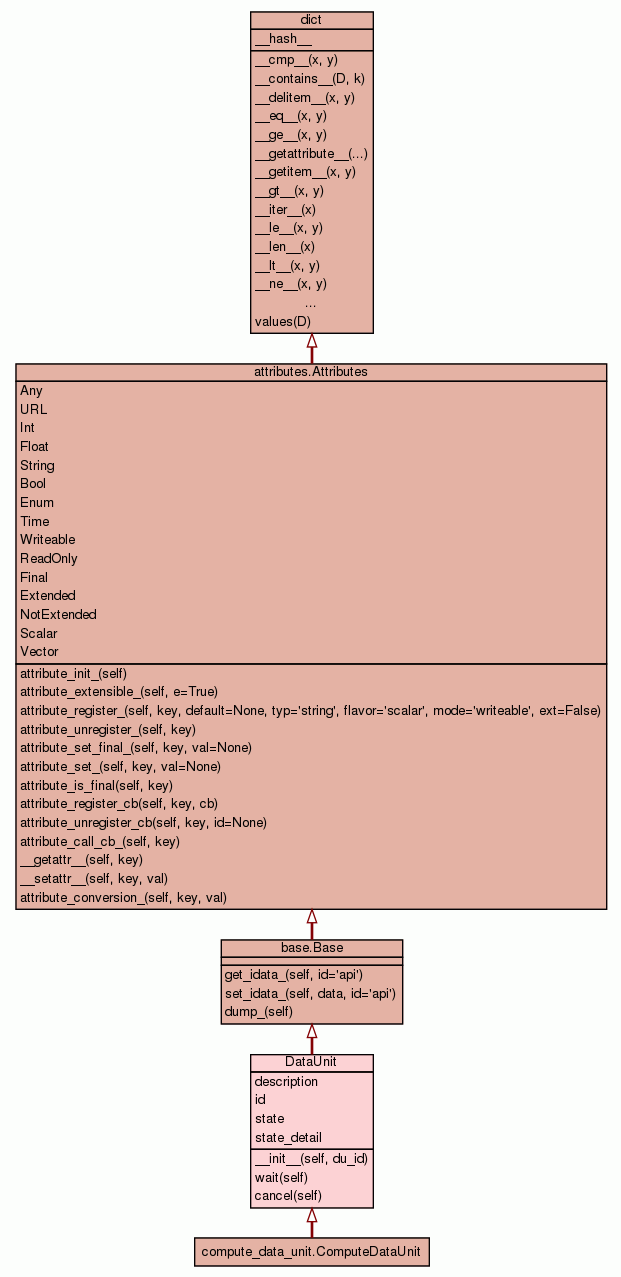 dict
__hash__
__cmp__(x, y)
__contains__(D, k)
__delitem__(x, y)
__eq__(x, y)
__ge__(x, y)
__getattribute__(...)
__getitem__(x, y)
__gt__(x, y)
__iter__(x)
__le__(x, y)
__len__(x)
__lt__(x, y)
__ne__(x, y)
...
values(D)
attributes.Attributes
Any
URL
Int
Float
String
Bool
Enum
Time
Writeable
ReadOnly
Final
Extended
NotExtended
Scalar
Vector
attribute_init_(self)
attribute_extensible_(self, e=True)
attribute_register_(self, key, default=None, typ='string', flavor='scalar', mode='writeable', ext=False)
attribute_unregister_(self, key)
attribute_set_final_(self, key, val=None)
attribute_set_(self, key, val=None)
attribute_is_final(self, key)
attribute_register_cb(self, key, cb)
attribute_unregister_cb(self, key, id=None)
attribute_call_cb_(self, key)
__getattr__(self, key)
__setattr__(self, key, val)
attribute_conversion_(self, key, val)
base.Base
get_idata_(self, id='api')
set_idata_(self, data, id='api')
dump_(self)
DataUnit
description
id
state
state_detail
__init__(self, du_id)
wait(self)
cancel(self)
compute_data_unit.ComputeDataUnit